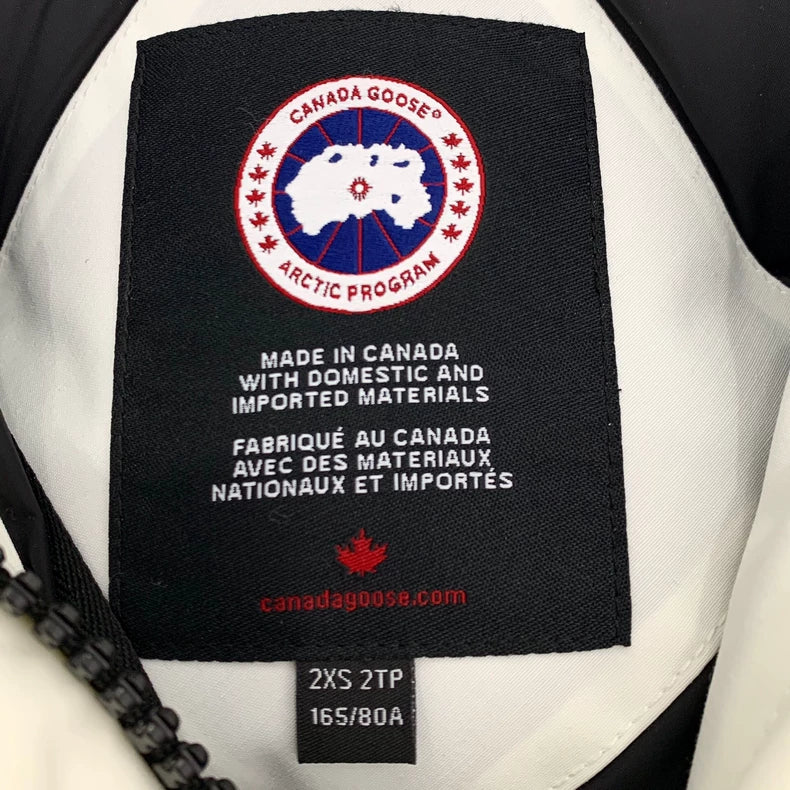 CANADA GOOSE®
ARCTIC PROGRAM
MADE IN CANADA
WITH DOMESTIC AND
IMPORTED MATERIALS
FABRIQUÉ AU CANADA
AVEC DES MATERIAUX
NATIONAUX ET IMPORTÉS
canadagoose.com
2XS 2TP
165/80A